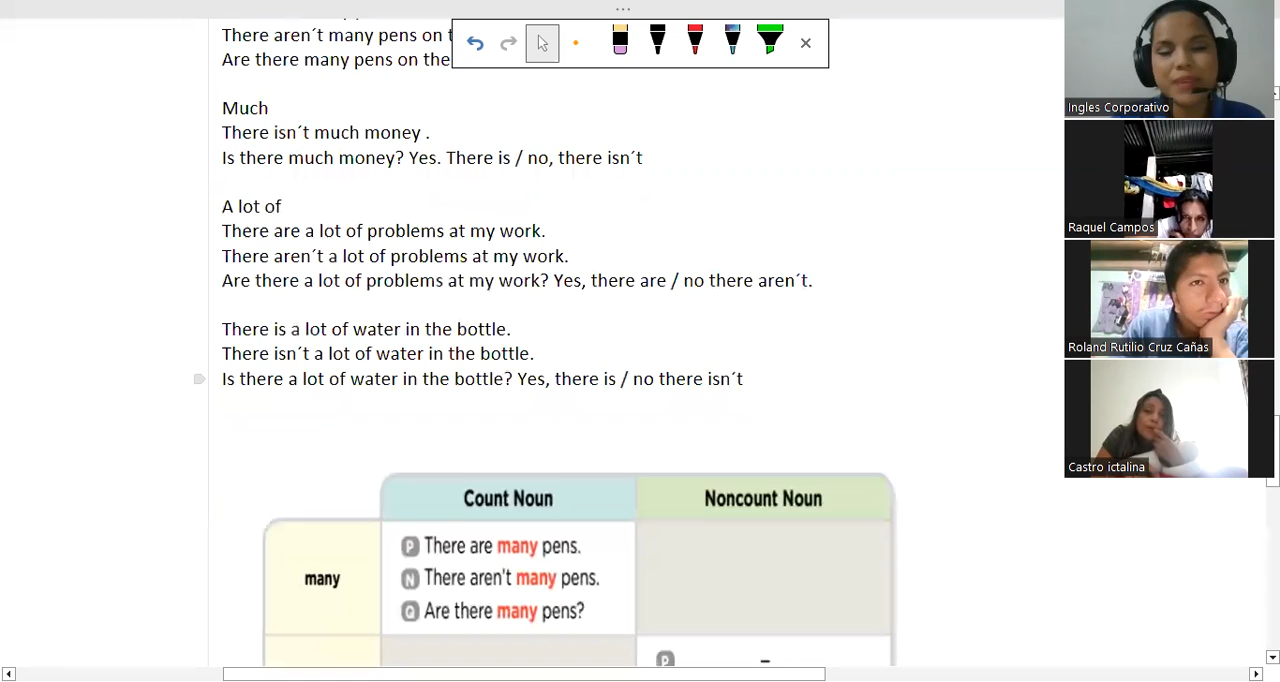 There aren´t many pens on t
Are there many pens on the
Much
There isn´t much money .
Is there much money? Yes. There is / no, there isn´t
A lot of
There are a lot of problems at my work.
There aren´t a lot of problems at my work.
Are there a lot of problems at my work? Yes, there are / no there aren´t.
There is a lot of water in the bottle.
There isn´t a lot of water in the bottle.
Is there a lot of water in the bottle? Yes, there is / no there isn´t
Count Noun
Noncount Noun
many
P There are many pens.
N There aren't many pens.
Q Are there many pens?
P –
Ingles Corporativo
Raquel Campos
Roland Rutilio Cruz Cañas
Castro ictalina